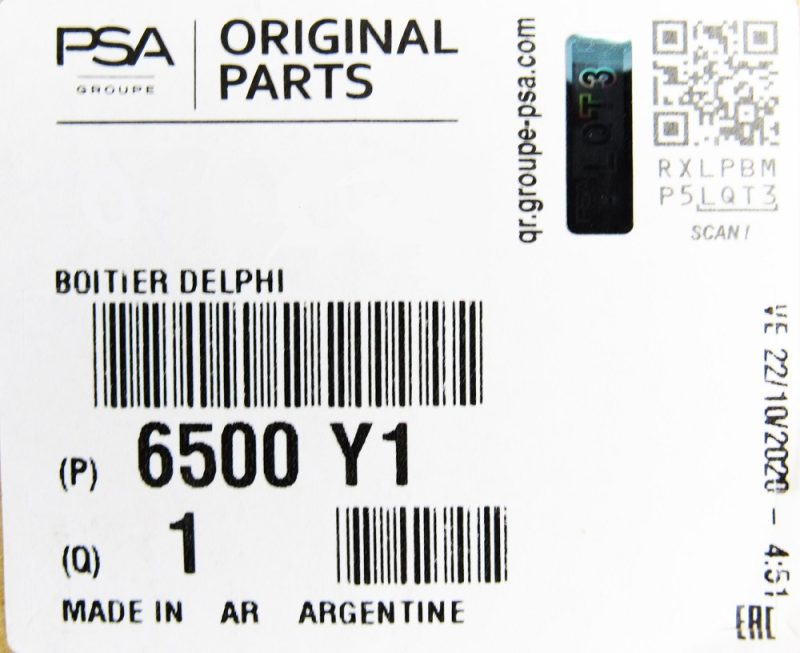 PSA
GROUPE
ORIGINAL
PARTS
qr.groupe-psa.com
LQT3
RXLPBM
P5LQT3
SCAN!
BOITIER DELPHI
(P) 6500 Y1
(Q) 1
MADE IN AR ARGENTINE
VE 22/10/2020 - 4:51
EAC